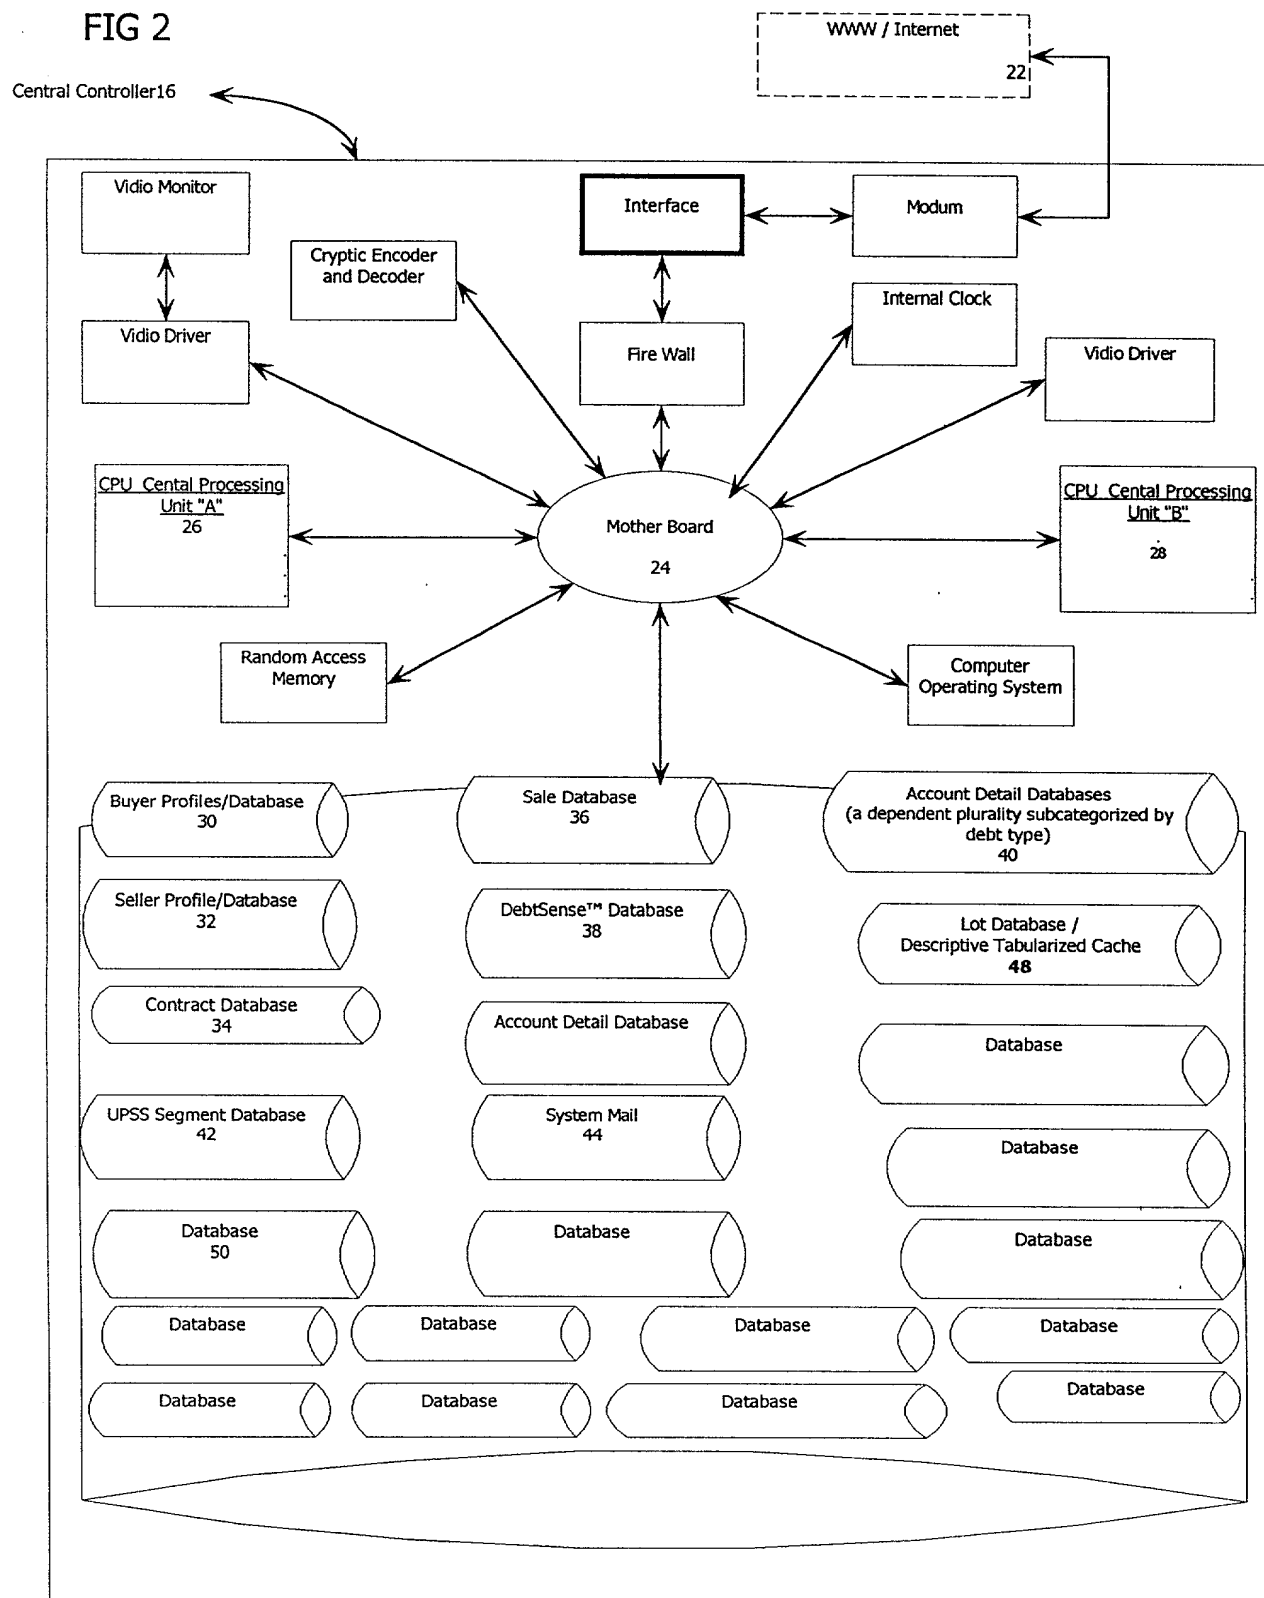 FIG 2
WWW / Internet
22
Central Controller16
Vidio Monitor
Interface
Modum
Cryptic Encoder
and Decoder
Internal Clock
Vidio Driver
Fire Wall
Vidio Driver
CPU Cental Processing
Unit "A"
26
CPU Cental Processing
Unit "B"
28
Mother Board
24
Random Access
Memory
Computer
Operating System
Buyer Profiles/Database
30
Sale Database
36
Account Detail Databases
(a dependent plurality subcategorized by
debt type)
40
Seller Profile/Database
32
DebtSense™ Database
38
Lot Database /
Descriptive Tabularized Cache
48
Contract Database
34
Account Detail Database
Database
UPSS Segment Database
42
System Mail
44
Database
Database
50
Database
Database
Database
Database
Database
Database
Database
Database
Database
Database